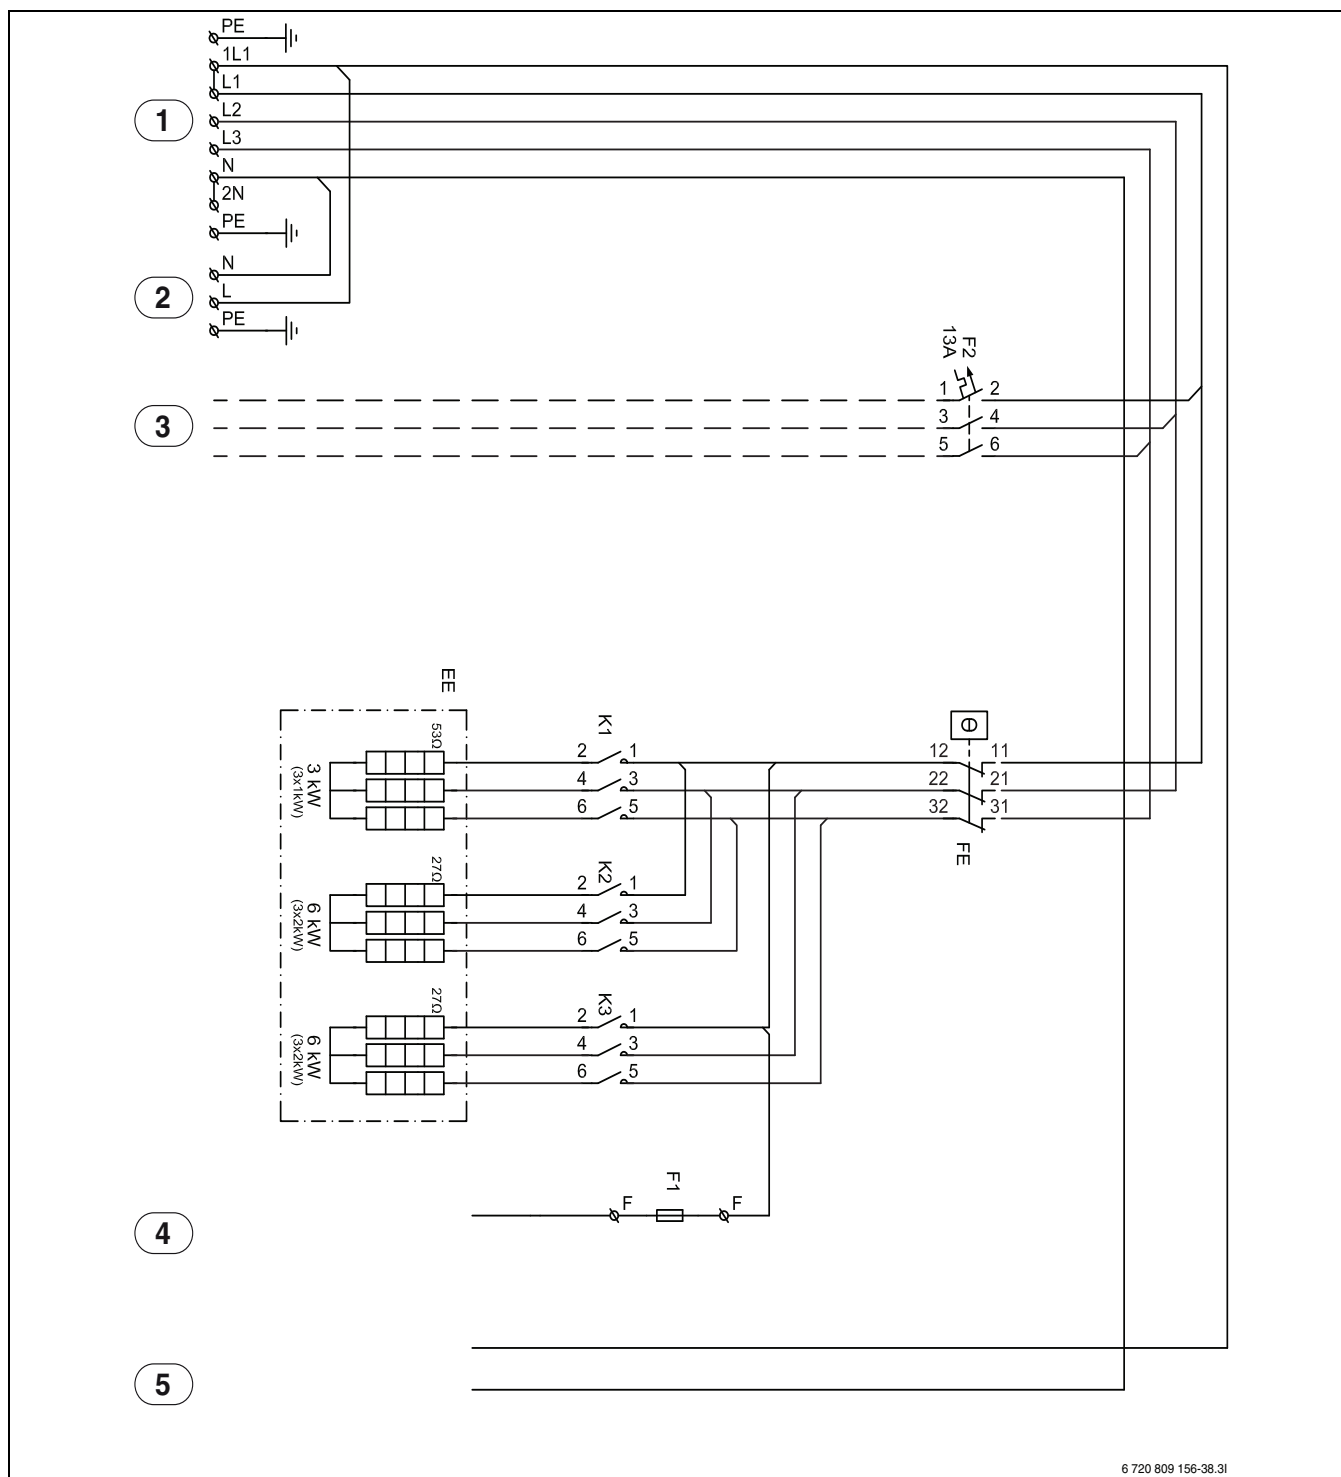 PE
1L1
L1
1
L2
L3
N
2N
PE
2
N
L
PE
F2
13A
1 2
3
3 4
5 6
EE
53Ω
3 kW
(3x1kW)
K1
2 1
4 3
6 5
θ
12 11
22 21
32 31
FE
27Ω
6 kW
(3x2kW)
K2
2 1
4 3
6 5
27Ω
6 kW
(3x2kW)
K3
2 1
4 3
6 5
4
F
F1
F
5
6 720 809 156-38.3I